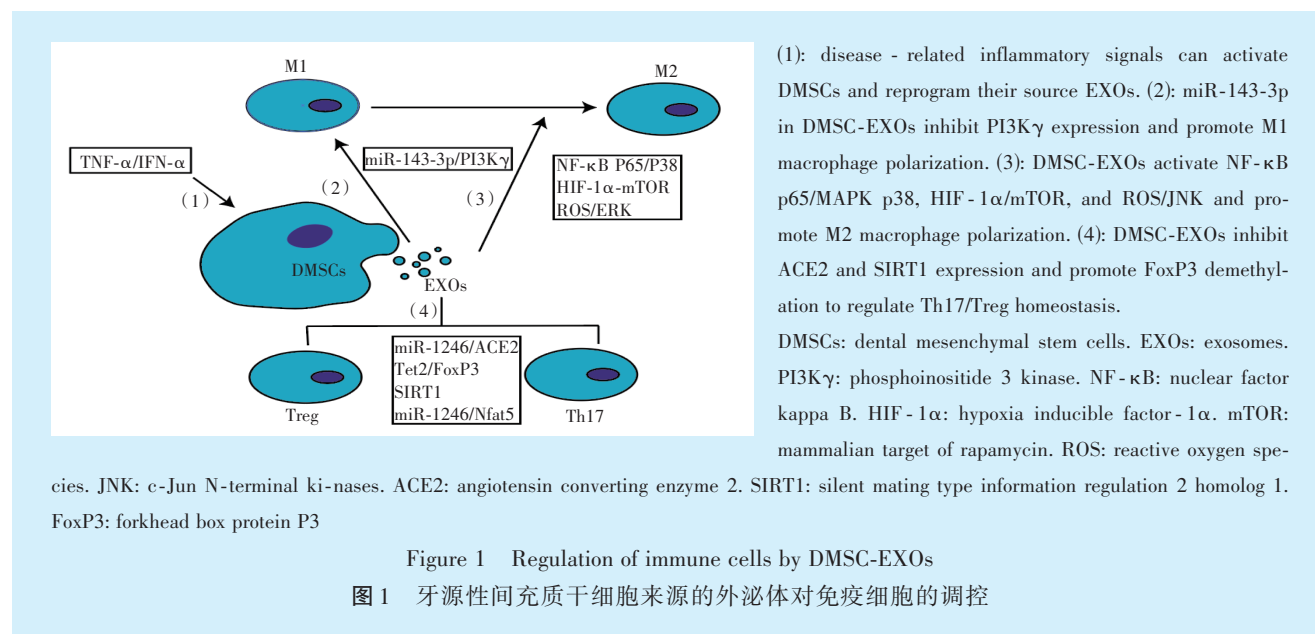 M1
M2
TNF-α/IFN-α
(1)
(2)
miR-143-3p/PI3Kγ
(3)
NF-κB P65/P38
HIF-1α-mTOR
ROS/ERK
DMSCs
EXOs
(4)
Treg
miR-1246/ACE2
Tet2/FoxP3
SIRT1
miR-1246/Nfat5
Th17
(1): disease - related inflammatory signals can activate
DMSCs and reprogram their source EXOs. (2): miR-143-3p
in DMSC-EXOs inhibit PI3Kγ expression and promote M1
macrophage polarization. (3): DMSC-EXOs activate NF-κB
p65/MAPK p38, HIF-1α/mTOR, and ROS/JNK and pro-
mote M2 macrophage polarization. (4): DMSC-EXOs inhibit
ACE2 and SIRT1 expression and promote FoxP3 demethyl-
ation to regulate Th17/Treg homeostasis.
DMSCs: dental mesenchymal stem cells. EXOs: exosomes.
PI3Kγ: phosphoinositide 3 kinase. NF-κB: nuclear factor
kappa B. HIF-1α: hypoxia inducible factor-1α. mTOR:
mammalian target of rapamycin. ROS: reactive oxygen spe-
cies. JNK: c-Jun N-terminal ki-nases. ACE2: angiotensin converting enzyme 2. SIRT1: silent mating type information regulation 2 homolog 1.
FoxP3: forkhead box protein P3
Figure 1 Regulation of immune cells by DMSC-EXOs
图1 牙源性间充质干细胞来源的外泌体对免疫细胞的调控